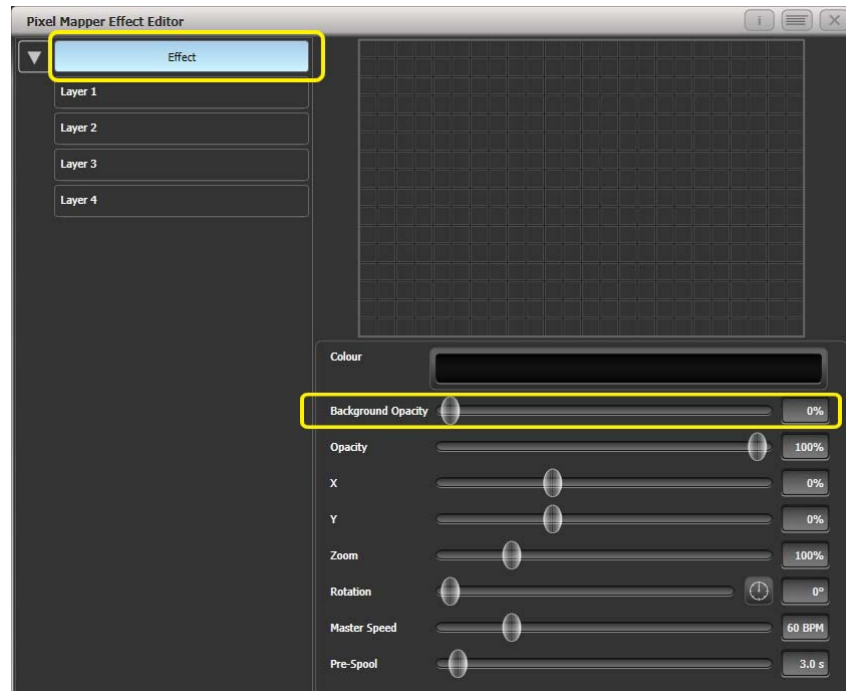 Pixel Mapper Effect Editor
Effect
Layer 1
Layer 2
Layer 3
Layer 4
Colour
Background Opacity 0%
Opacity 100%
X 0%
Y 0%
Zoom 100%
Rotation 0°
Master Speed 60 BPM
Pre-Spool 3.0 s